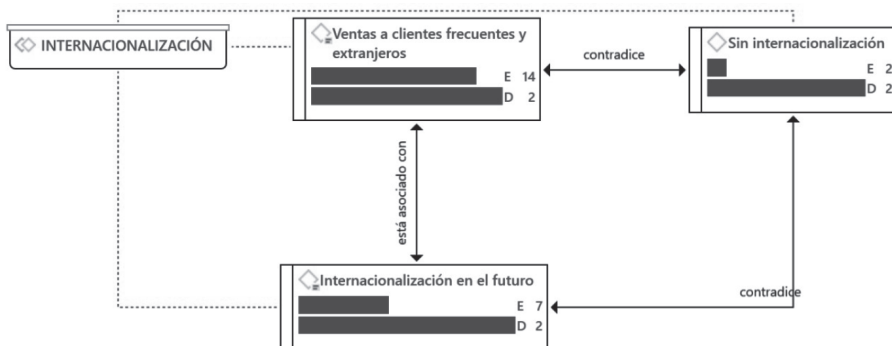 INTERNACIONALIZACIÓN
Ventas a clientes frecuentes y
extranjeros
E 14
D 2
contradice
Sin internacionalización
E 2
D 2
está asociado con
Internacionalización en el futuro
E 7
D 2
contradice